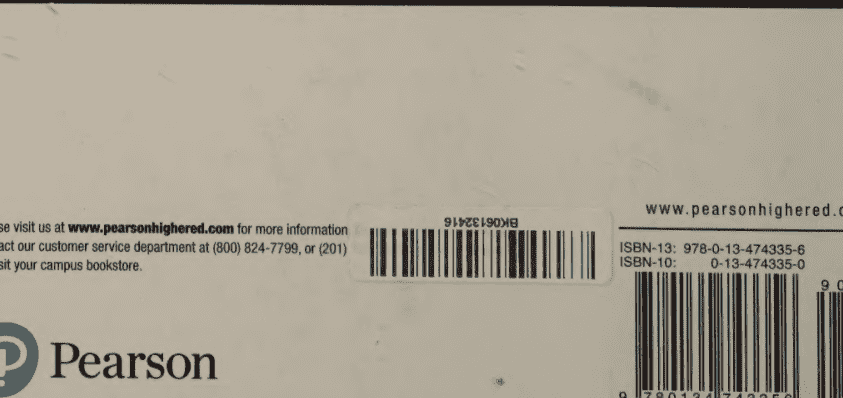 se visit us at www.pearsonhighered.com for more information
act our customer service department at (800) 824-7799, or (201)
sit your campus bookstore.
Pearson
BK06132416
www.pearsonhighered.c
ISBN-13: 978-0-13-474335-6
ISBN-10: 0-13-474335-0
9 0